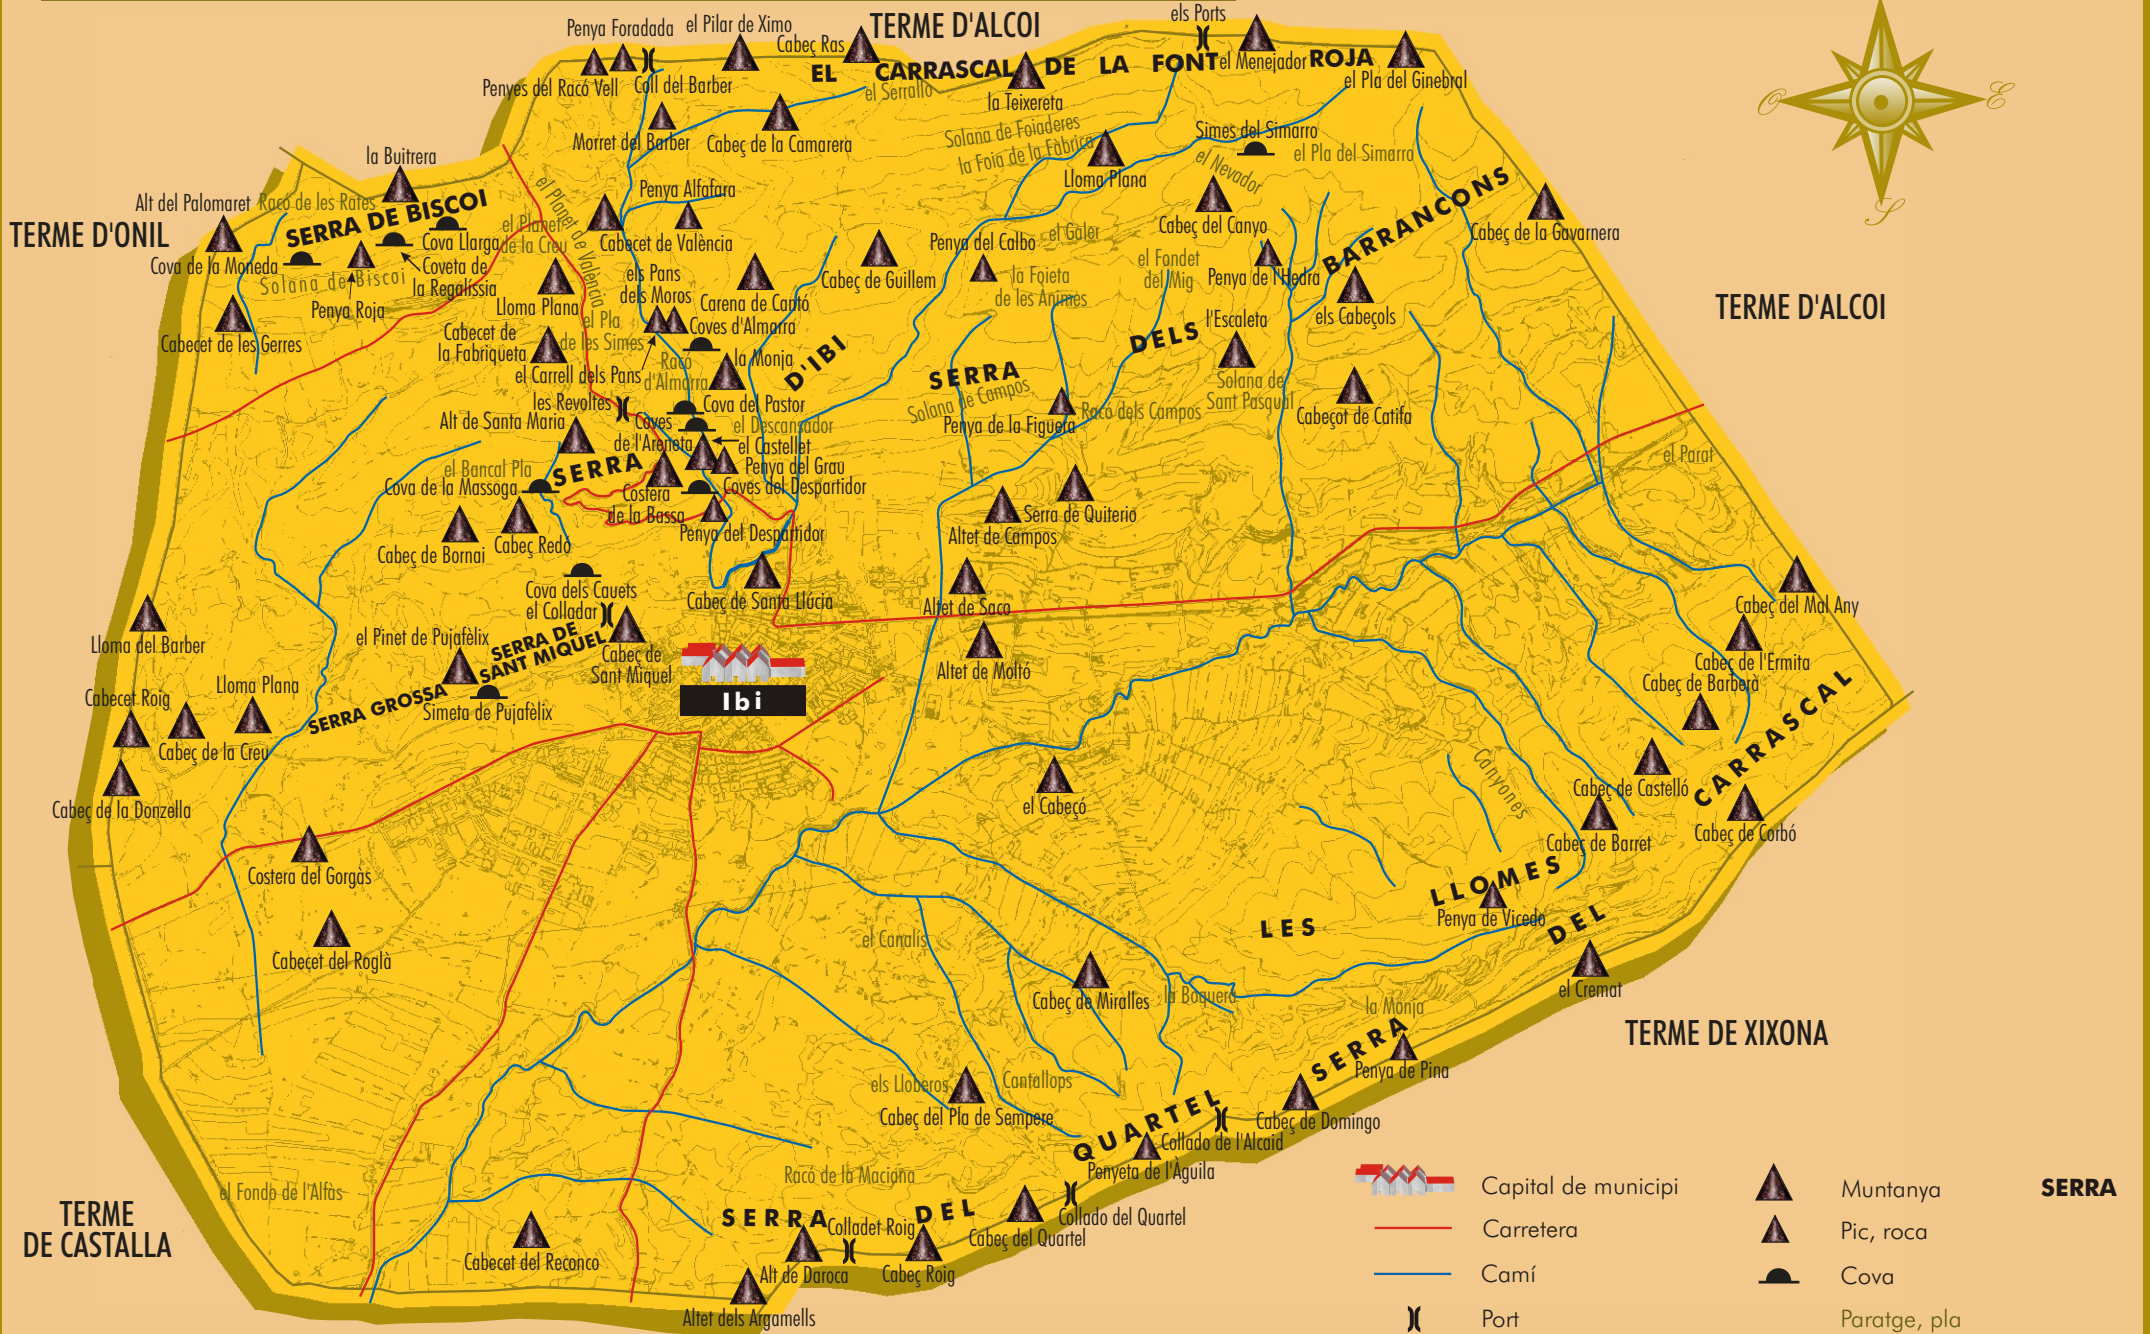 TERME D'ALCOI
els Ports
Penya Foradada
el Pilar de Ximo
Cabeç Ras
EL CARRASCAL DE LA FONT ROJA
el Menejador
el Pla del Ginebral
Penyes del Racó Vell
Coll del Barber
el Serrallo
la Teixereta
Morret del Barber
Cabeç de la Camarera
Solana de Foiaderes
la Foia de la Fàbrica
Simes del Simarro
el Pla del Simarro
el Nevador
Lloma Plana
la Buitrera
Alt del Palomaret
Racó de les Rates
SERRA DE BISCOI
TERME D'ONIL
Cova de la Moneda
Solana de Biscoi
Cova Llarga
Coveta de
la Regalíssia
Penya Roja
Cabecet de les Gerres
el Planet
de la Creu
el Planet de València
Penya Alfafara
Cabecet de València
Lloma Plana
els Pans
dels Moros
Carena de Cantó
Cabeç de Guillem
Penya del Calbo
el Galer
la Foieta
de les Ànimes
el Fondet
del Mig
Cabeç del Canyo
Penya de l'Hedra
BARRANCONS
Cabeç de la Gavarnera
els Cabeçols
TERME D'ALCOI
Cabecet de
la Fabriqueta
el Pla
de les Simes
Coves d'Almarra
el Carrell dels Pans
Racó
d'Almarra
la Monja
D'IBI
SERRA
DELS
l'Escaleta
Solana de Campos
Solana de
Sant Pasqual
Cabeçot de Catifa
Penya de la Figuera
Racó dels Campos
les Revoltes
Cova del Pastor
Alt de Santa Maria
Coves
de l'Areneta
el Descansador
el Castellet
Penya del Grau
el Bancal Pla
SERRA
Cova de la Massoga
Costera
de la Bassa
Coves del Despartidor
Penya del Despartidor
Cabeç de Bornai
Cabeç Redó
Serra de Quiterio
Altet de Campos
el Parat
Cova dels Cauets
el Colladar
Cabeç de Santa Llúcia
Altet de Saco
Cabeç del Mal Any
Lloma del Barber
el Pinet de Pujafèlix
SERRA DE
SANT MIQUEL
Cabeç de
Sant Miquel
Altet de Moltó
Cabeç de l'Ermita
Cabeç de Barberà
Cabecet Roig
Lloma Plana
SERRA GROSSA
Simeta de Pujafèlix
Ibi
Cabeç de la Creu
Cabeç de la Donzella
el Cabeçó
Canyones
Cabeç de Castelló
CARRASCAL
Cabeç de Barret
Cabeç de Corbó
Costera del Gorgàs
LLOMES
Penya de Vicedo
LES
DEL
Cabecet del Roglà
el Canalís
Cabeç de Miralles
la Boquera
el Cremat
la Monja
SERRA
TERME DE XIXONA
Penya de Pina
els Lloberos
Cantallops
Cabeç del Pla de Sempere
QUARTEL
Cabeç de Domingo
Collado de l'Alcaid
Penyeta de l'Àguila
Racó de la Maciana
el Fondo de l'Alfàs
TERME
DE CASTALLA
Cabecet del Reconco
SERRA
DEL
Colladet Roig
Collado del Quartel
Cabeç del Quartel
Alt de Daroca
Cabeç Roig
Altet dels Argamells
O
E
S
Capital de municipi
Carretera
Camí
Port
Muntanya
Pic, roca
Cova
Paratge, pla
SERRA